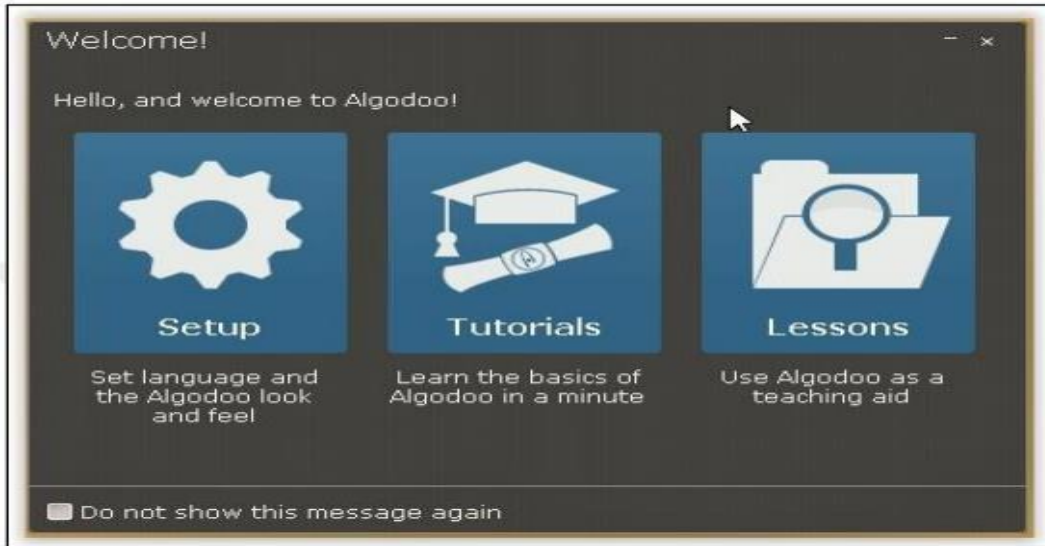 Welcome!
Hello, and welcome to Algodoo!
Setup
Tutorials
Lessons
Set language and
the Algodoo look
and feel
Learn the basics of
Algodoo in a minute
Use Algodoo as a
teaching aid
Do not show this message again